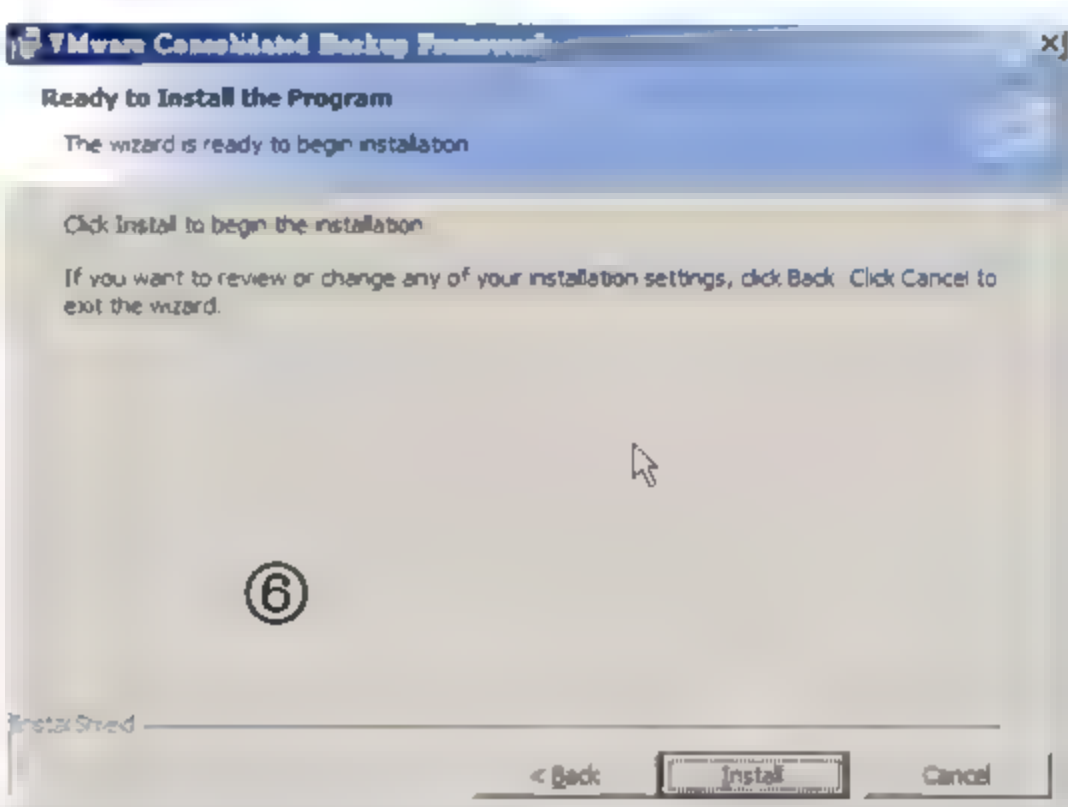 VMware Consolidated Backup Framework
Ready to Install the Program
The wizard is ready to begin installation
Click Install to begin the installation
If you want to review or change any of your installation settings, click Back. Click Cancel to
exit the wizard.
⑥
InstallShield
< Back
Install
Cancel